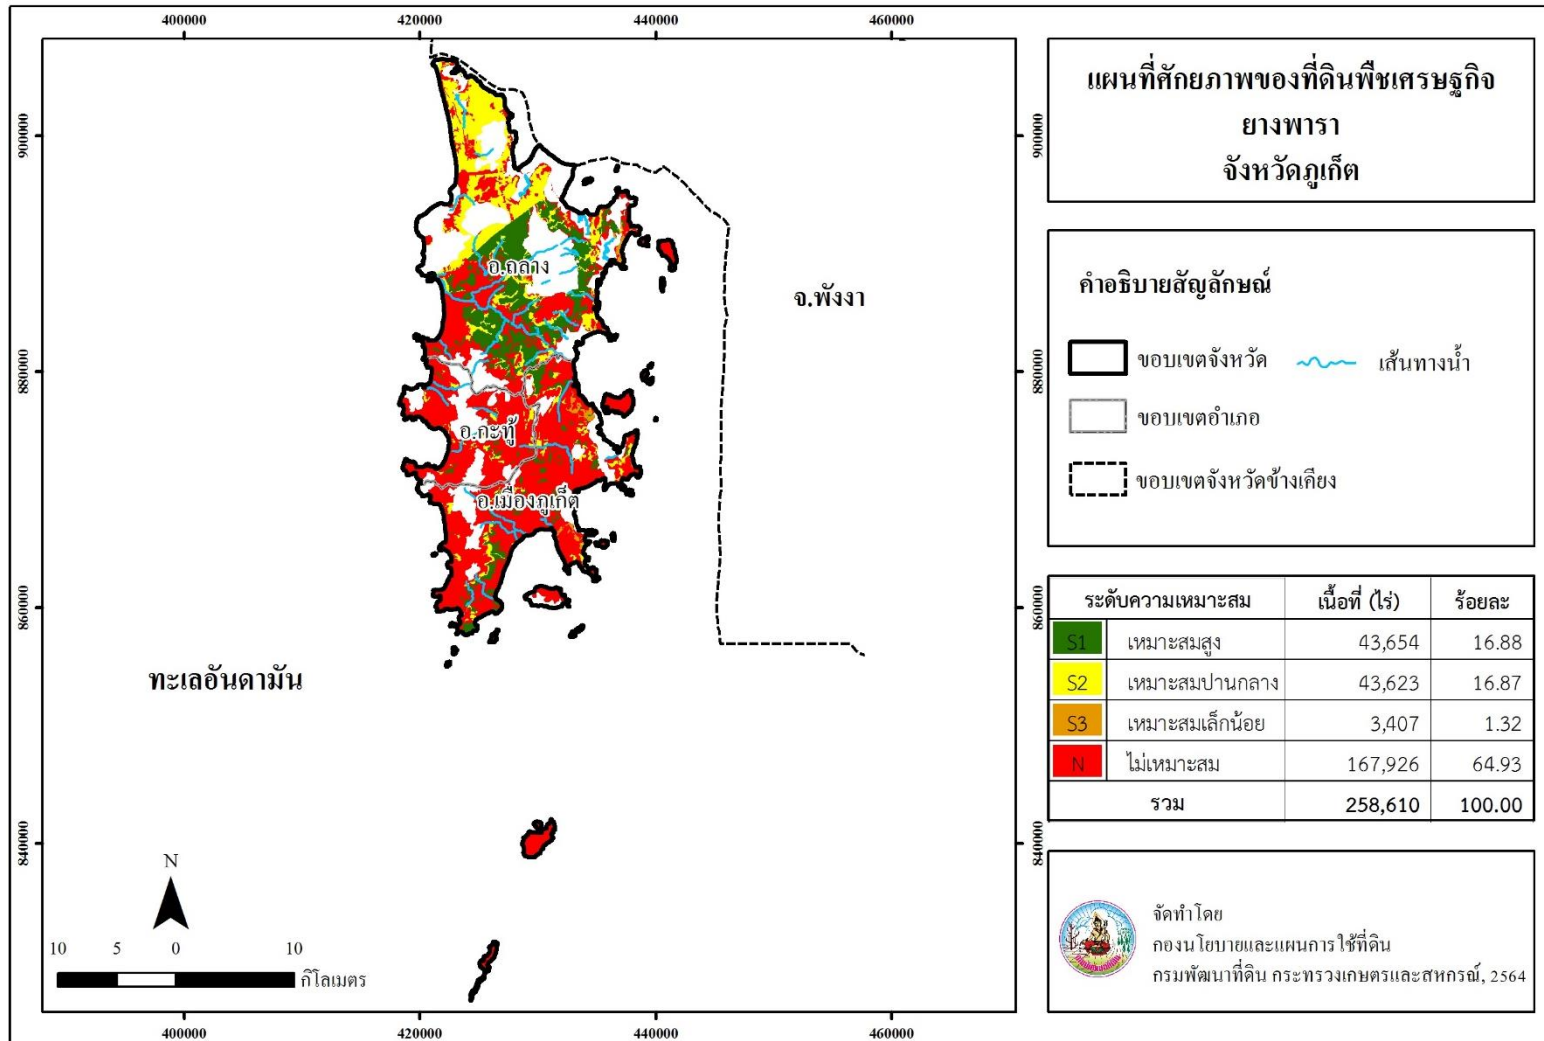 400000 420000 440000 460000
แผนที่ศักยภาพของที่ดินพืชเศรษฐกิจ
ยางพารา
จังหวัดภูเก็ต
900000
900000
อ.ถลาง
จ.พังงา
คำอธิบายสัญลักษณ์
ขอบเขตจังหวัด เส้นทางน้ำ
880000
880000
ขอบเขตอำเภอ
อ.กะทู้
ขอบเขตจังหวัดข้างเคียง
อ.เมืองภูเก็ต
860000
860000
ระดับความเหมาะสม เนื้อที่ (ไร่) ร้อยละ
S1 เหมาะสมสูง 43,654 16.88
S2 เหมาะสมปานกลาง 43,623 16.87
S3 เหมาะสมเล็กน้อย 3,407 1.32
N ไม่เหมาะสม 167,926 64.93
รวม 258,610 100.00
ทะเลอันดามัน
840000
840000
N
10 5 0 10
กิโลเมตร
จัดทำโดย
กองนโยบายและแผนการใช้ที่ดิน
กรมพัฒนาที่ดิน กระทรวงเกษตรและสหกรณ์, 2564
400000 420000 440000 460000